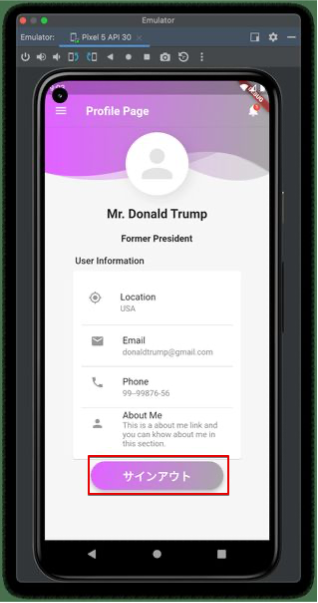 Emulator
Emulator: Pixel 5 API 30
Profile Page
Mr. Donald Trump
Former President
User Information
Location
USA
Email
donaldtrump@gmail.com
Phone
99-99876-56
About Me
This is a about me link and
you can khow about me in
this section.
サインアウト